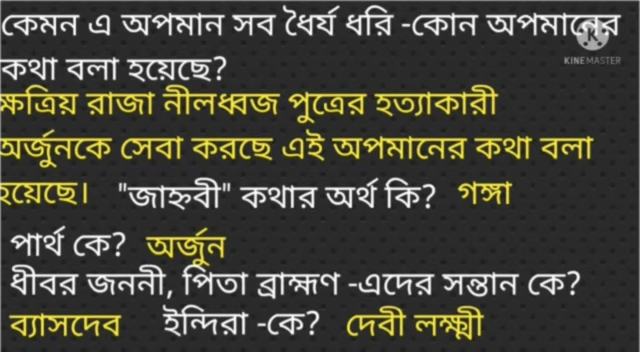 কেমন এ অপমান সব ধৈর্য ধরি -কোন অপমানের
কথা বলা হয়েছে?
KINEMASTER
ক্ষত্রিয় রাজা নীলধ্বজ পুত্রের হত্যাকারী
অর্জুনকে সেবা করছে এই অপমানের কথা বলা
হয়েছে। "জাহ্নবী" কথার অর্থ কি? গঙ্গা
পার্থ কে? অর্জুন
ধীবর জননী, পিতা ব্রাহ্মণ -এদের সন্তান কে?
ব্যাসদেব ইন্দিরা -কে? দেবী লক্ষ্মী